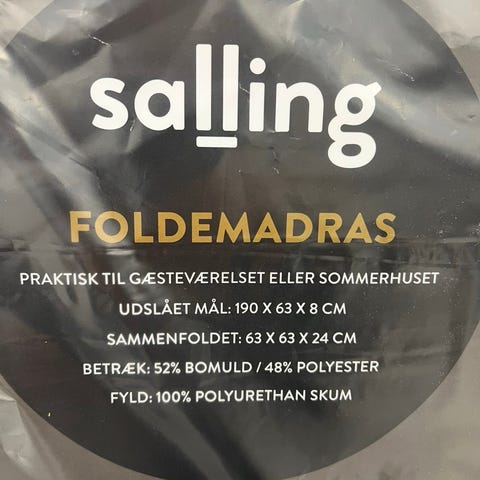 salling
FOLDEMADRAS
PRAKTISK TIL GÆSTEVÆRELSET ELLER SOMMERHUSET
UDSLÅET MÅL: 190 X 63 X 8 CM
SAMMENFOLDET: 63 X 63 X 24 CM
BETRÆK: 52% BOMULD / 48% POLYESTER
FYLD: 100% POLYURETHAN SKUM